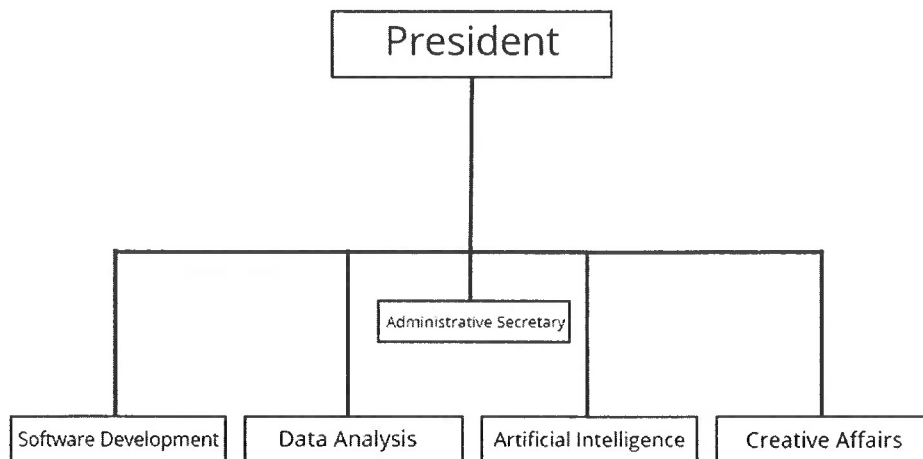 President
Administrative Secretary
Software Development
Data Analysis
Artificial Intelligence
Creative Affairs